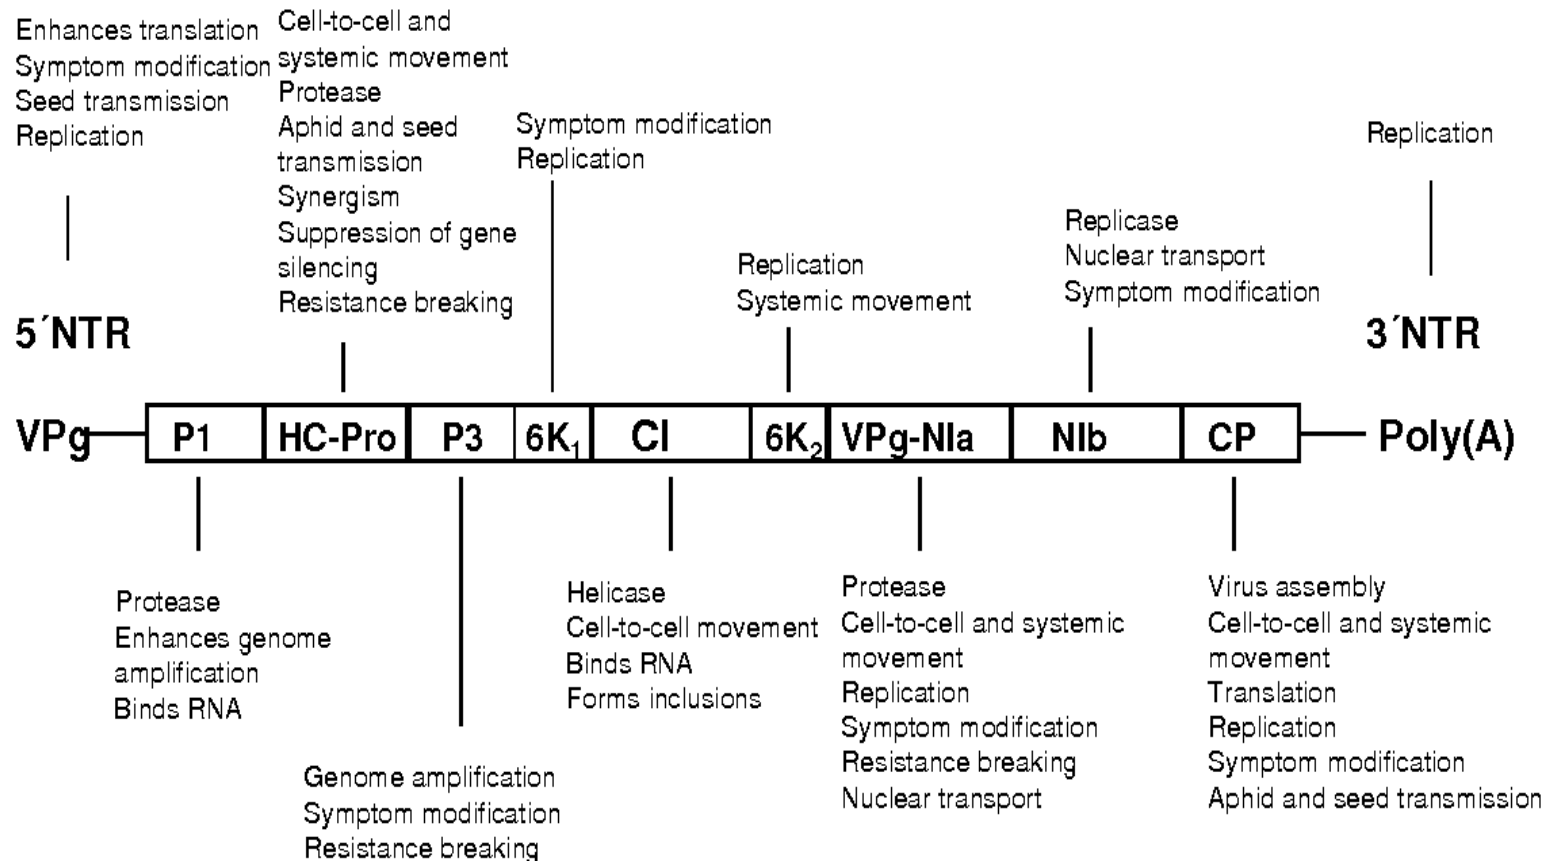 Enhances translation
Symptom modification
Seed transmission
Replication
Cell-to-cell and
systemic movement
Protease
Aphid and seed
transmission
Synergism
Suppression of gene
silencing
Resistance breaking
Symptom modification
Replication
Replication
Systemic movement
Replicase
Nuclear transport
Symptom modification
Replication
5´NTR
3´NTR
VPg P1 HC-Pro P3 6K1 CI 6K2 VPg-NIa NIb CP Poly(A)
Protease
Enhances genome
amplification
Binds RNA
Genome amplification
Symptom modification
Resistance breaking
Helicase
Cell-to-cell movement
Binds RNA
Forms inclusions
Protease
Cell-to-cell and systemic
movement
Replication
Symptom modification
Resistance breaking
Nuclear transport
Virus assembly
Cell-to-cell and systemic
movement
Translation
Replication
Symptom modification
Aphid and seed transmission